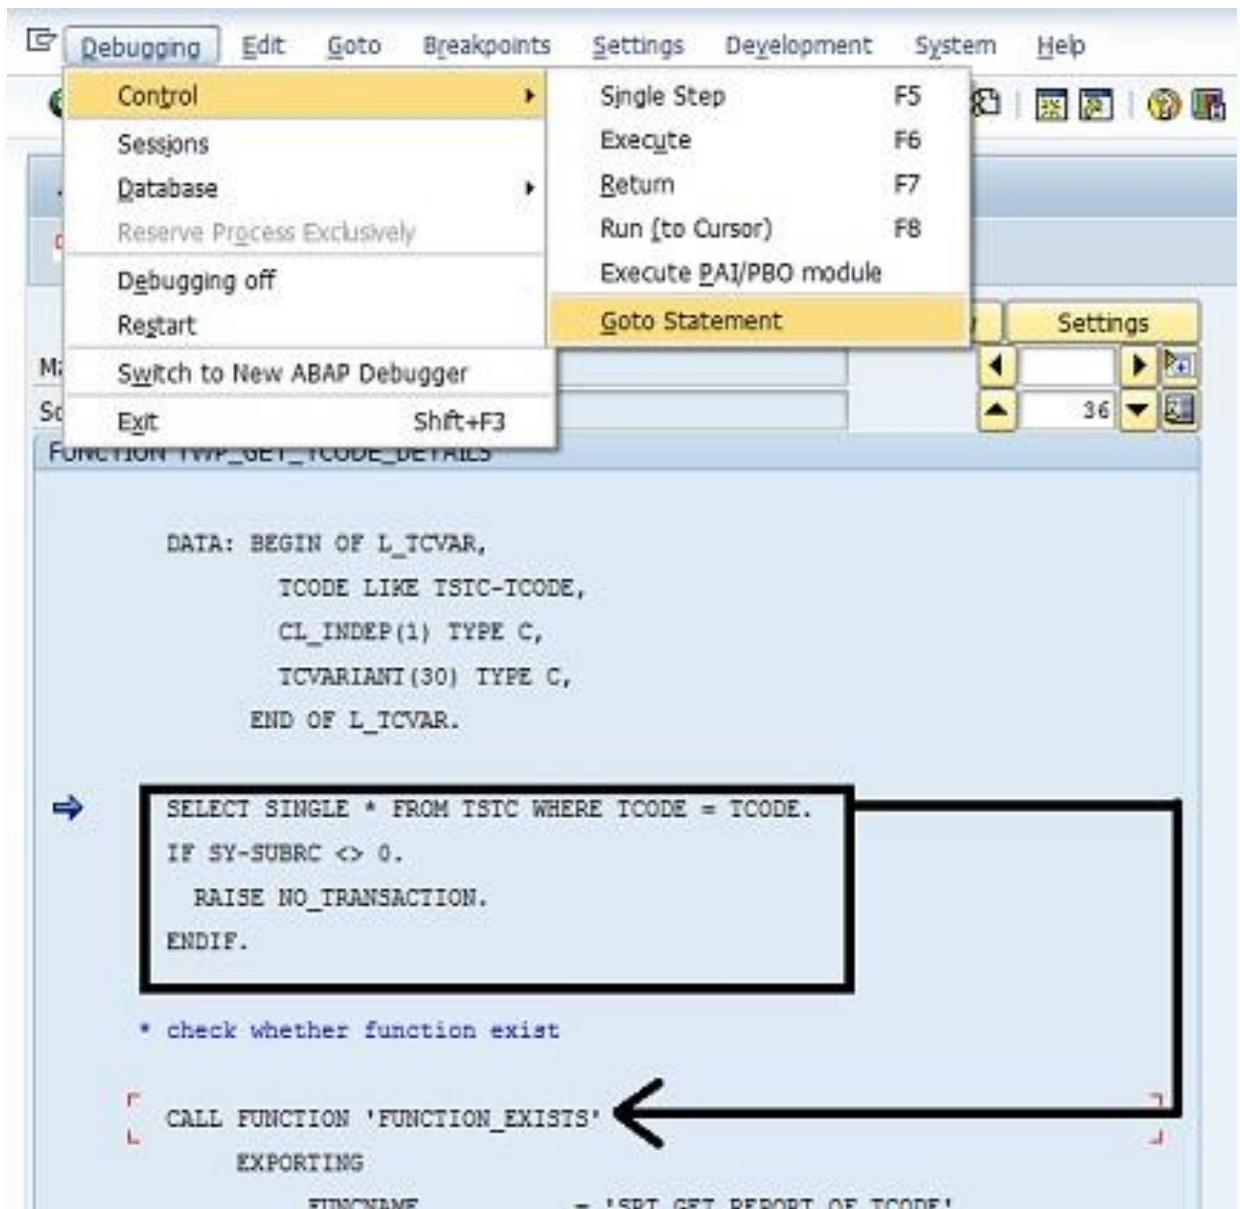 Debugging Edit Goto Breakpoints Settings Development System Help
Control
Sessions
Database
Reserve Process Exclusively
Debugging off
Restart
Switch to New ABAP Debugger
Exit Shift+F3
Single Step F5
Execute F6
Return F7
Run (to Cursor) F8
Execute PAI/PBO module
Goto Statement
Settings
36
FUNCTION TWP_GET_TCODE_DETAILS
DATA: BEGIN OF L_TCVAR,
TCODE LIKE TSTC-TCODE,
CL_INDEP(1) TYPE C,
TCVARIANT(30) TYPE C,
END OF L_TCVAR.
SELECT SINGLE * FROM TSTC WHERE TCODE = TCODE.
IF SY-SUBRC <> 0.
RAISE NO_TRANSACTION.
ENDIF.
* check whether function exist
CALL FUNCTION 'FUNCTION_EXISTS'
EXPORTING
FUNCNAME = 'SRT_GET_REPORT_OF_TCODE'